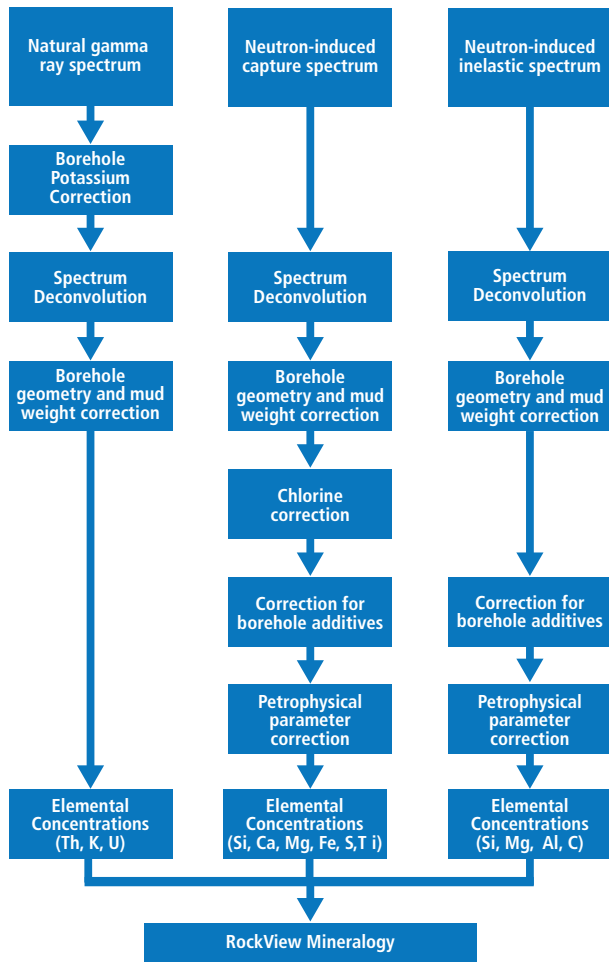 Natural gamma
ray spectrum
Neutron-induced
capture spectrum
Neutron-induced
inelastic spectrum
Borehole
Potassium
Correction
Spectrum
Deconvolution
Spectrum
Deconvolution
Spectrum
Deconvolution
Borehole
geometry and mud
weight correction
Borehole
geometry and mud
weight correction
Borehole
geometry and mud
weight correction
Chlorine
correction
Correction for
borehole additives
Correction for
borehole additives
Petrophysical
parameter
correction
Petrophysical
parameter
correction
Elemental
Concentrations
(Th, K, U)
Elemental
Concentrations
(Si, Ca, Mg, Fe, S,T i)
Elemental
Concentrations
(Si, Mg, Al, C)
RockView Mineralogy